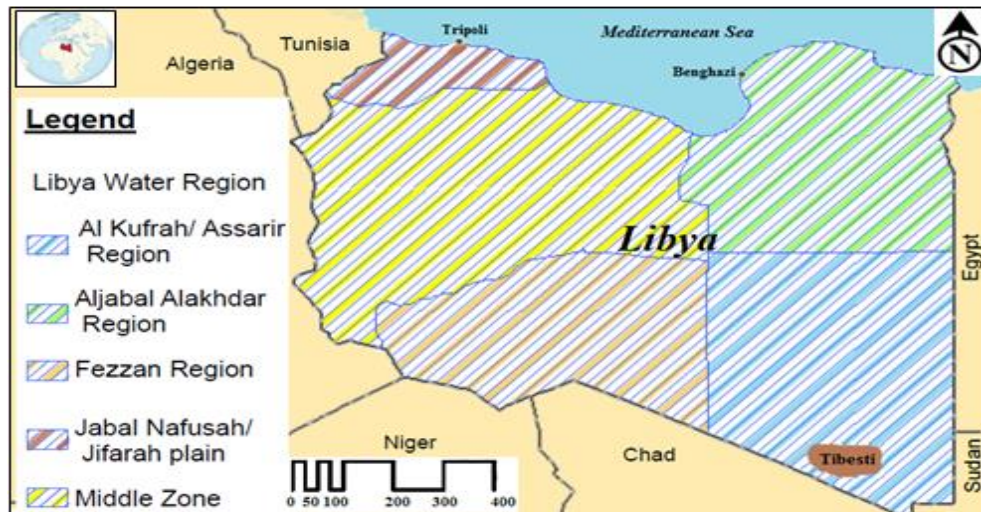 Tripoli
Mediterranean Sea
N
Tunisia
Algeria
Benghazi
Legend
Libya Water Region
Al Kufrah/ Assarir
Region
Aljabal Alakhdar
Region
Fezzan Region
Jabal Nafusah/
Jifarah plain
Middle Zone
Libya
Egypt
Niger
Chad
Tibesti
Sudan
0 50 100 200 300 400